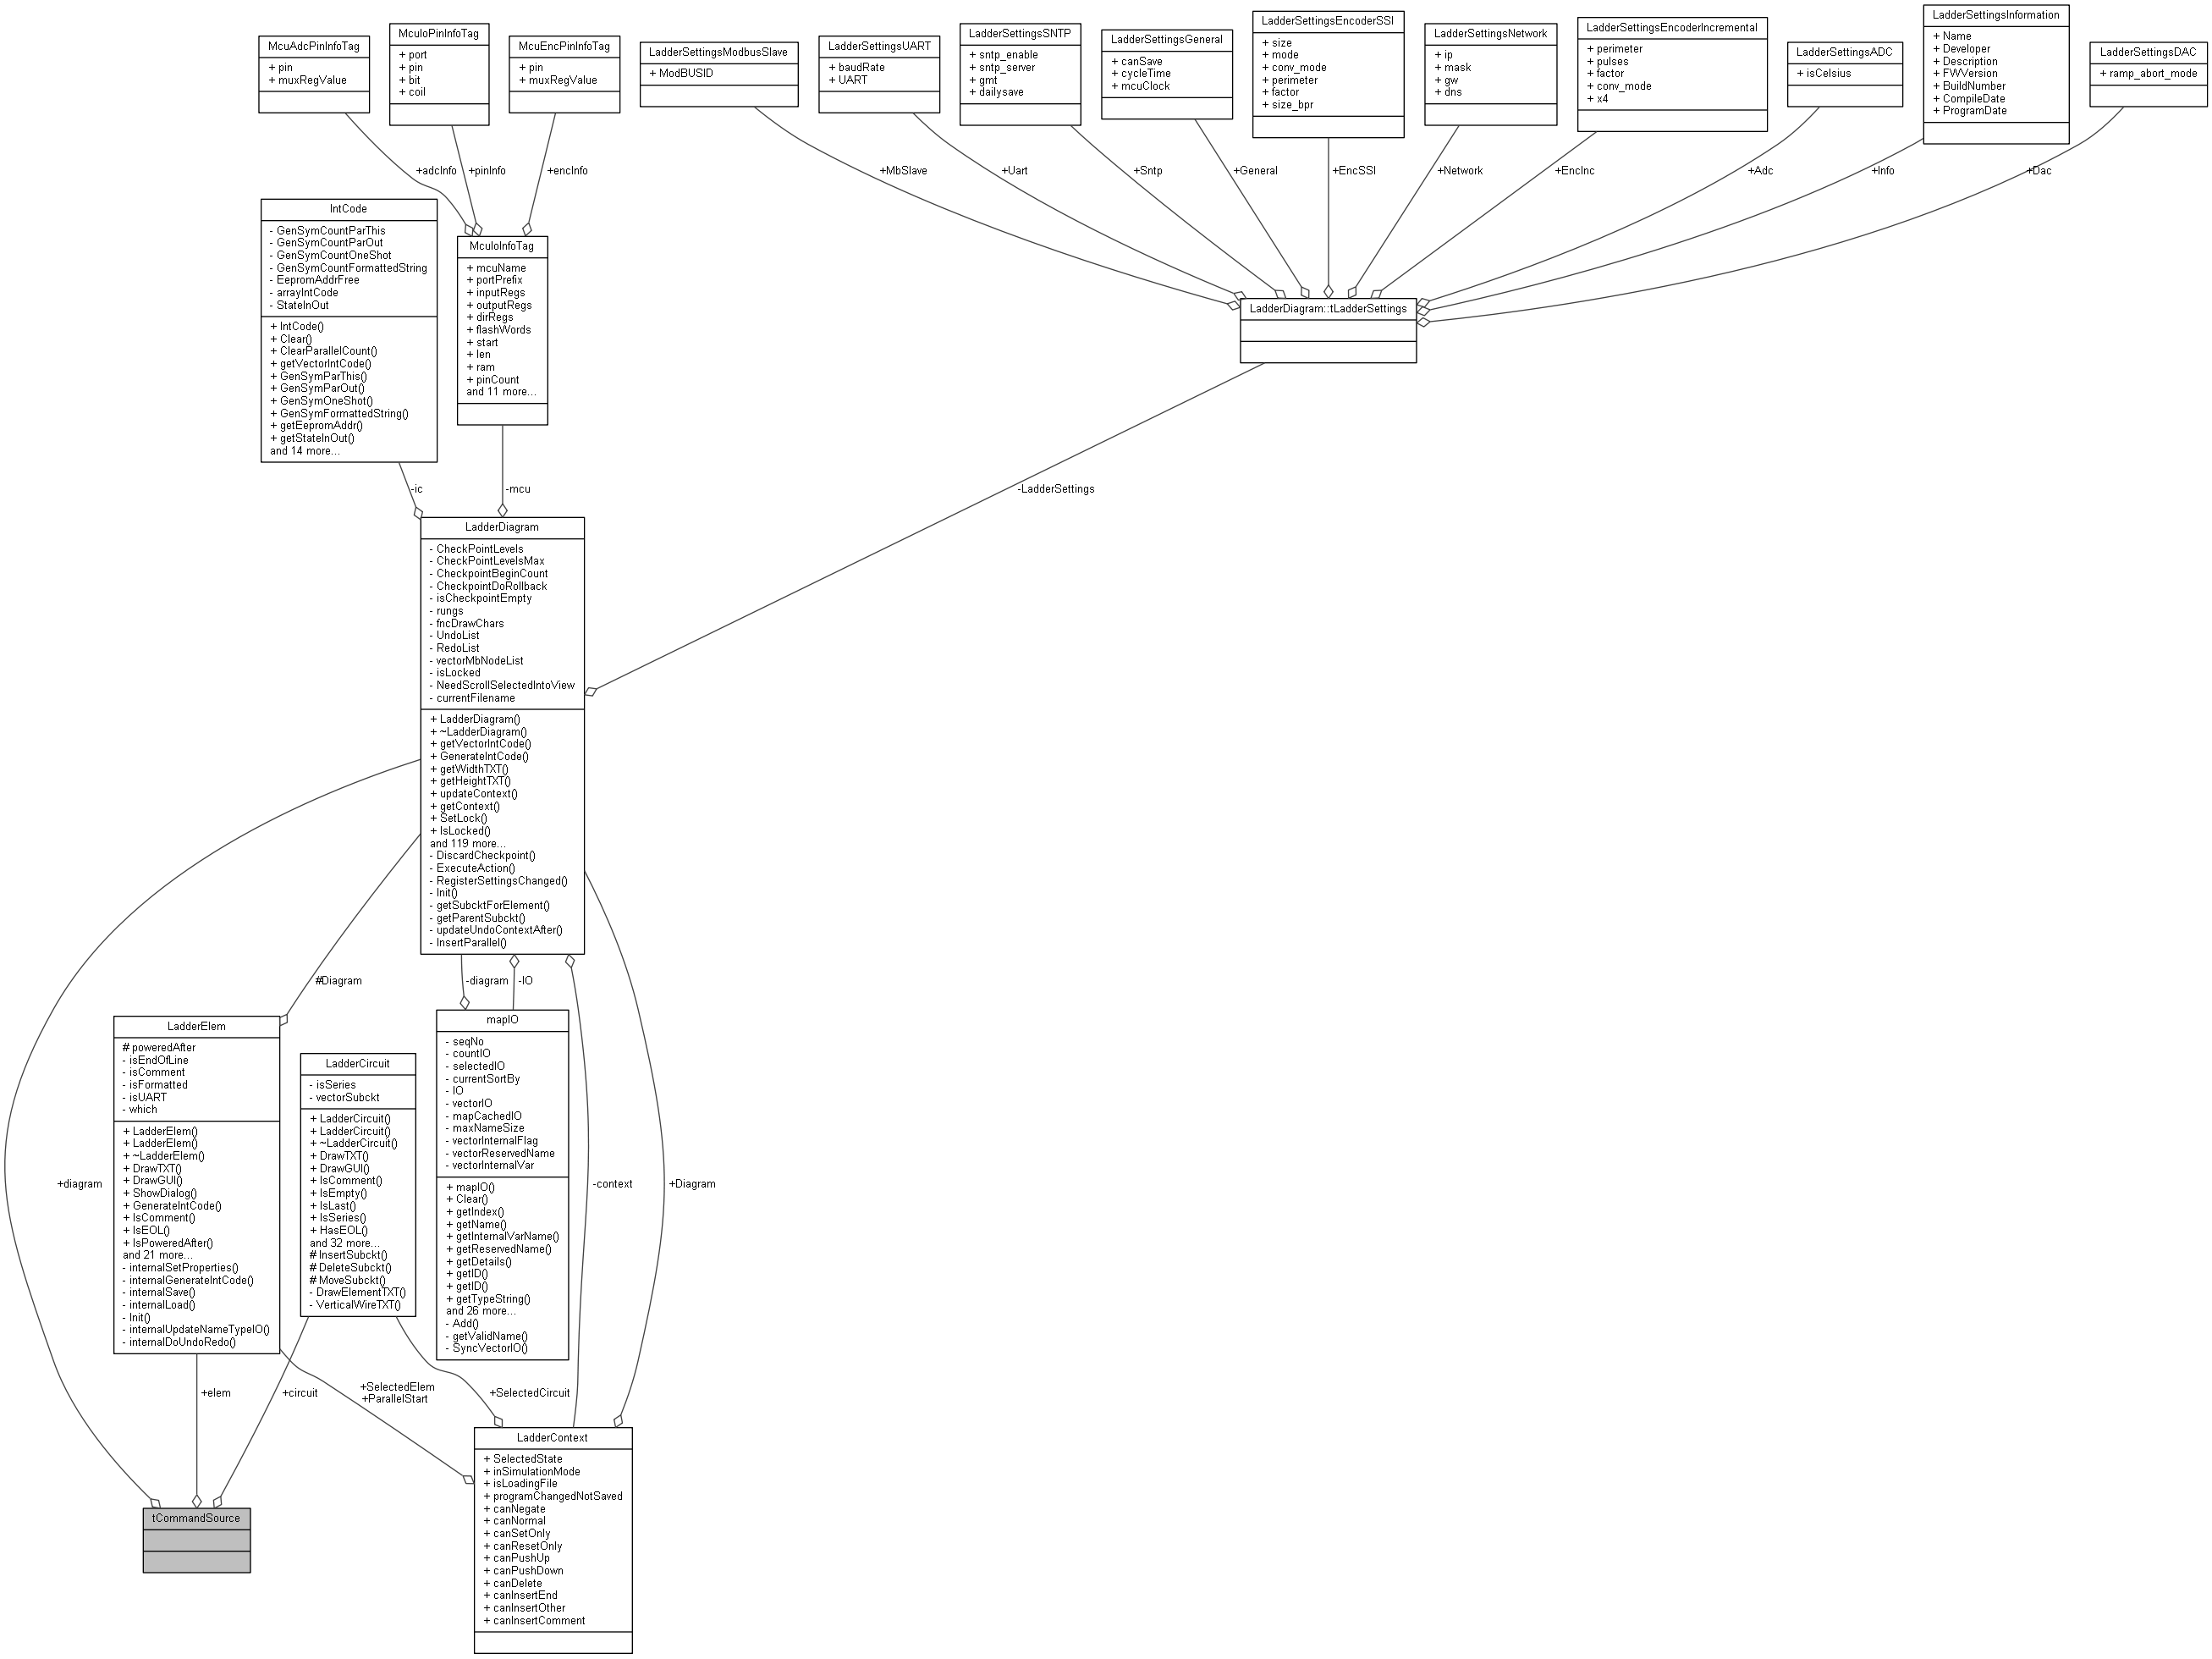 McuAdcPinInfoTag
+ pin
+ muxRegValue
McuIoPinInfoTag
+ port
+ pin
+ bit
+ coil
McuEncPinInfoTag
+ pin
+ muxRegValue
LadderSettingsModbusSlave
+ ModBUSID
LadderSettingsUART
+ baudRate
+ UART
LadderSettingsSNTP
+ sntp_enable
+ sntp_server
+ gmt
+ dailysave
LadderSettingsGeneral
+ canSave
+ cycleTime
+ mcuClock
LadderSettingsEncoderSSI
+ size
+ mode
+ conv_mode
+ perimeter
+ factor
+ size_bpr
LadderSettingsNetwork
+ ip
+ mask
+ gw
+ dns
LadderSettingsEncoderIncremental
+ perimeter
+ pulses
+ factor
+ conv_mode
+ x4
LadderSettingsADC
+ isCelsius
LadderSettingsInformation
+ Name
+ Developer
+ Description
+ FWVersion
+ BuildNumber
+ CompileDate
+ ProgramDate
LadderSettingsDAC
+ ramp_abort_mode
+adcInfo
+pinInfo
+encInfo
+MbSlave
+Uart
+Sntp
+General
+EncSSI
+Network
+EncInc
+Adc
+Info
+Dac
IntCode
- GenSymCountParThis
- GenSymCountParOut
- GenSymCountOneShot
- GenSymCountFormattedString
- EepromAddrFree
- arrayIntCode
- StateInOut
+ IntCode()
+ Clear()
+ ClearParallelCount()
+ getVectorIntCode()
+ GenSymParThis()
+ GenSymParOut()
+ GenSymOneShot()
+ GenSymFormattedString()
+ getEepromAddr()
+ getStateInOut()
and 14 more...
McuIoInfoTag
+ mcuName
+ portPrefix
+ inputRegs
+ outputRegs
+ dirRegs
+ flashWords
+ start
+ len
+ ram
+ pinCount
and 11 more...
LadderDiagram::tLadderSettings
-ic
-mcu
-LadderSettings
LadderDiagram
- CheckPointLevels
- CheckPointLevelsMax
- CheckpointBeginCount
- CheckpointDoRollback
- isCheckpointEmpty
- rungs
- fncDrawChars
- UndoList
- RedoList
- vectorMbNodeList
- isLocked
- NeedScrollSelectedIntoView
- currentFilename
+ LadderDiagram()
+ ~LadderDiagram()
+ getVectorIntCode()
+ GenerateIntCode()
+ getWidthTXT()
+ getHeightTXT()
+ updateContext()
+ getContext()
+ SetLock()
+ IsLocked()
and 119 more...
- DiscardCheckpoint()
- ExecuteAction()
- RegisterSettingsChanged()
- Init()
- getSubcktForElement()
- getParentSubckt()
- updateUndoContextAfter()
- InsertParallel()
#Diagram
-diagram
-IO
LadderElem
# poweredAfter
- isEndOfLine
- isComment
- isFormatted
- isUART
- which
+ LadderElem()
+ LadderElem()
+ ~LadderElem()
+ DrawTXT()
+ DrawGUI()
+ ShowDialog()
+ GenerateIntCode()
+ IsComment()
+ IsEOL()
+ IsPoweredAfter()
and 21 more...
- internalSetProperties()
- internalGenerateIntCode()
- internalSave()
- internalLoad()
- Init()
- internalUpdateNameTypeIO()
- internalDoUndoRedo()
LadderCircuit
- isSeries
- vectorSubckt
+ LadderCircuit()
+ LadderCircuit()
+ ~LadderCircuit()
+ DrawTXT()
+ DrawGUI()
+ IsComment()
+ IsEmpty()
+ IsLast()
+ IsSeries()
+ HasEOL()
and 32 more...
# InsertSubckt()
# DeleteSubckt()
# MoveSubckt()
- DrawElementTXT()
- VerticalWireTXT()
mapIO
- seqNo
- countIO
- selectedIO
- currentSortBy
- IO
- vectorIO
- mapCachedIO
- maxNameSize
- vectorInternalFlag
- vectorReservedName
- vectorInternalVar
+ mapIO()
+ Clear()
+ getIndex()
+ getName()
+ getInternalVarName()
+ getReservedName()
+ getDetails()
+ getID()
+ getID()
+ getTypeString()
and 26 more...
- Add()
- getValidName()
- SyncVectorIO()
+diagram
-context
+Diagram
+elem
+circuit
+SelectedElem
+ParallelStart
+SelectedCircuit
tCommandSource
LadderContext
+ SelectedState
+ inSimulationMode
+ isLoadingFile
+ programChangedNotSaved
+ canNegate
+ canNormal
+ canSetOnly
+ canResetOnly
+ canPushUp
+ canPushDown
+ canDelete
+ canInsertEnd
+ canInsertOther
+ canInsertComment